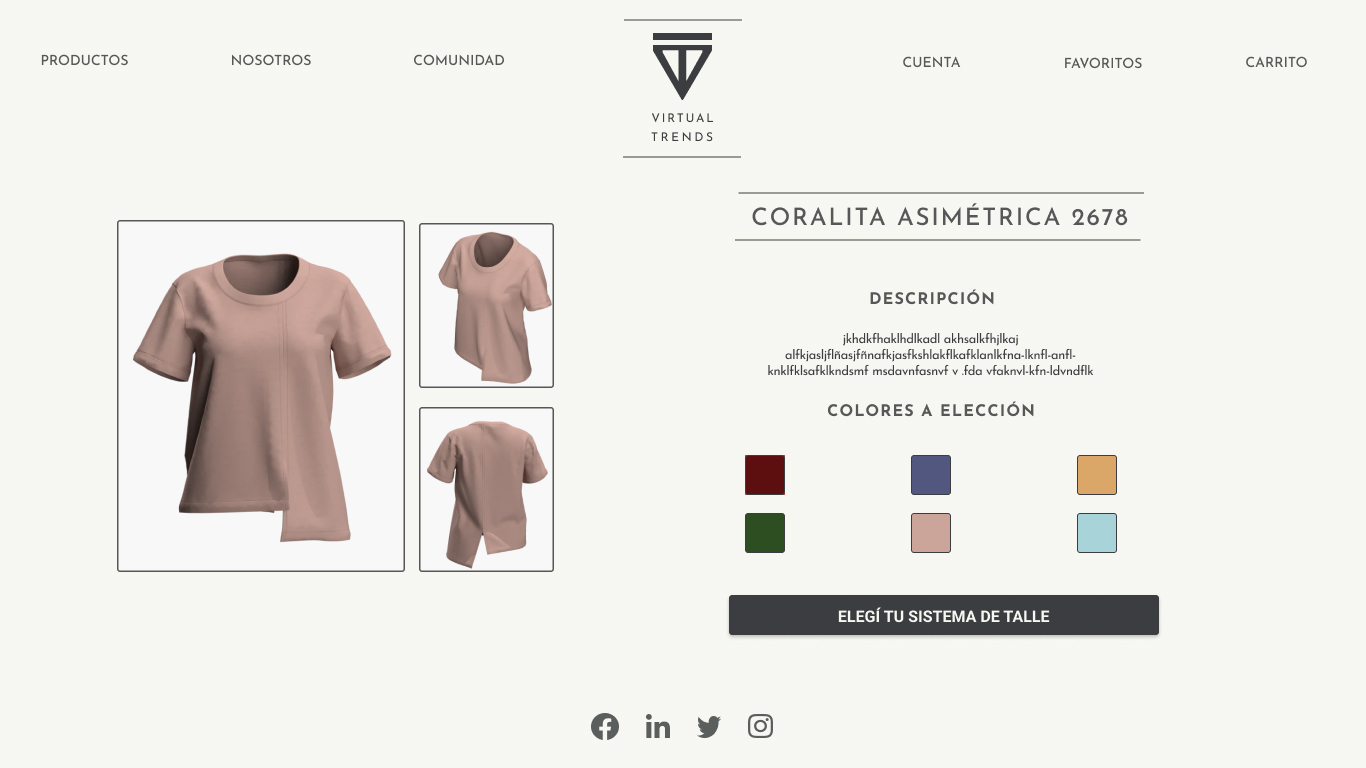 PRODUCTOS
NOSOTROS
COMUNIDAD
VIRTUAL
TRENDS
CUENTA
FAVORITOS
CARRITO
CORALITA ASIMÉTRICA 2678
DESCRIPCIÓN
jkhdkfhaklhdlkadl akhsalkfhjlkaj
alfkjasljflñasjfñnafkjasfkshlakflkafklanlkfna-lknfl-anfl-
knklfklsafklkndsmf msdavnfasnvf v .fda vfaknvl-kfn-ldvndflk
COLORES A ELECCIÓN
ELEGÍ TU SISTEMA DE TALLE